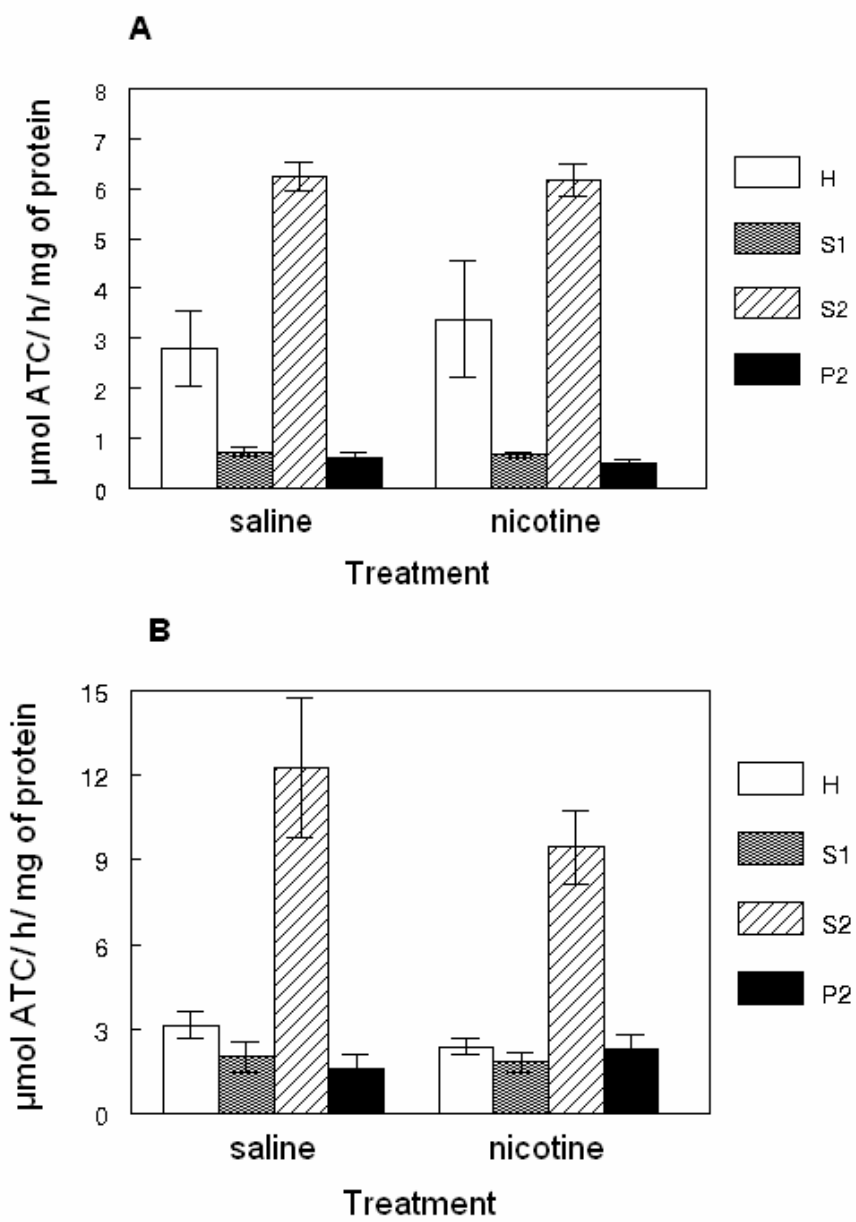 A
µmol ATC/ h/ mg of protein
8
7
6
5
4
3
2
1
0
saline nicotine
Treatment
H
S1
S2
P2
B
µmol ATC/ h/ mg of protein
15
12
9
6
3
0
saline nicotine
Treatment
H
S1
S2
P2